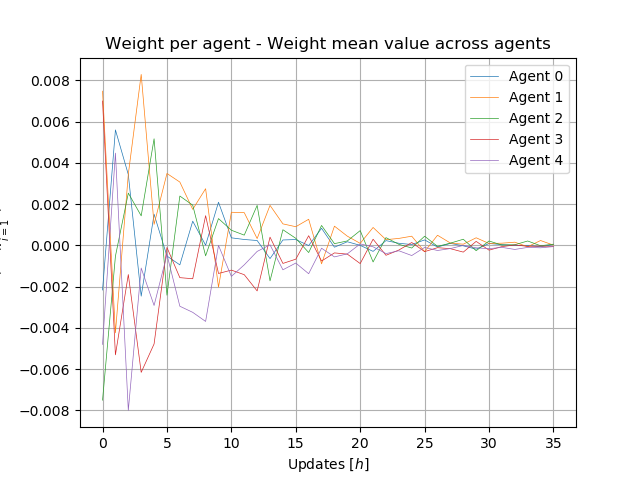 Weight per agent - Weight mean value across agents
0.008
0.006
0.004
0.002
0.000
−0.002
−0.004
−0.006
−0.008
Agent 0
Agent 1
Agent 2
Agent 3
Agent 4
0 5 10 15 20 25 30 35
Updates [h]